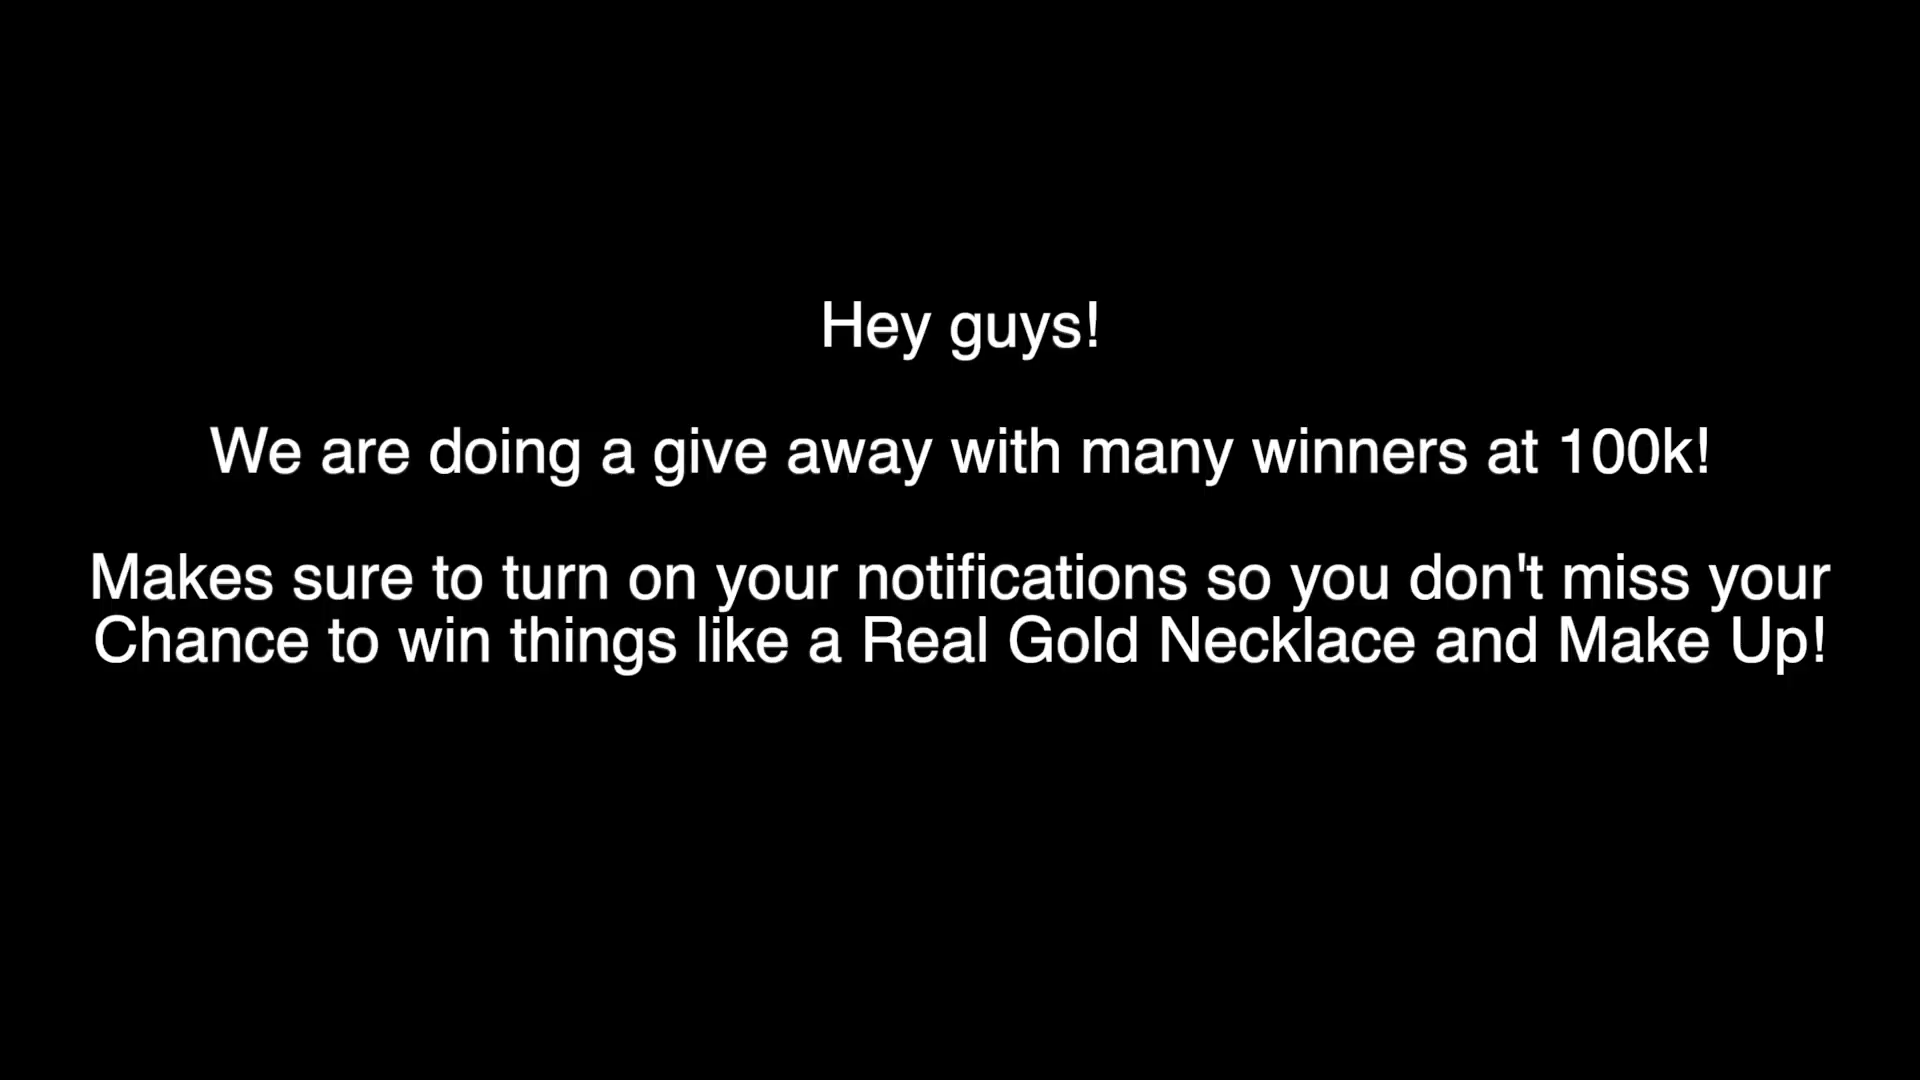 Hey guys!
We are doing a give away with many winners at 100k!
Makes sure to turn on your notifications so you don't miss your
Chance to win things like a Real Gold Necklace and Make Up!